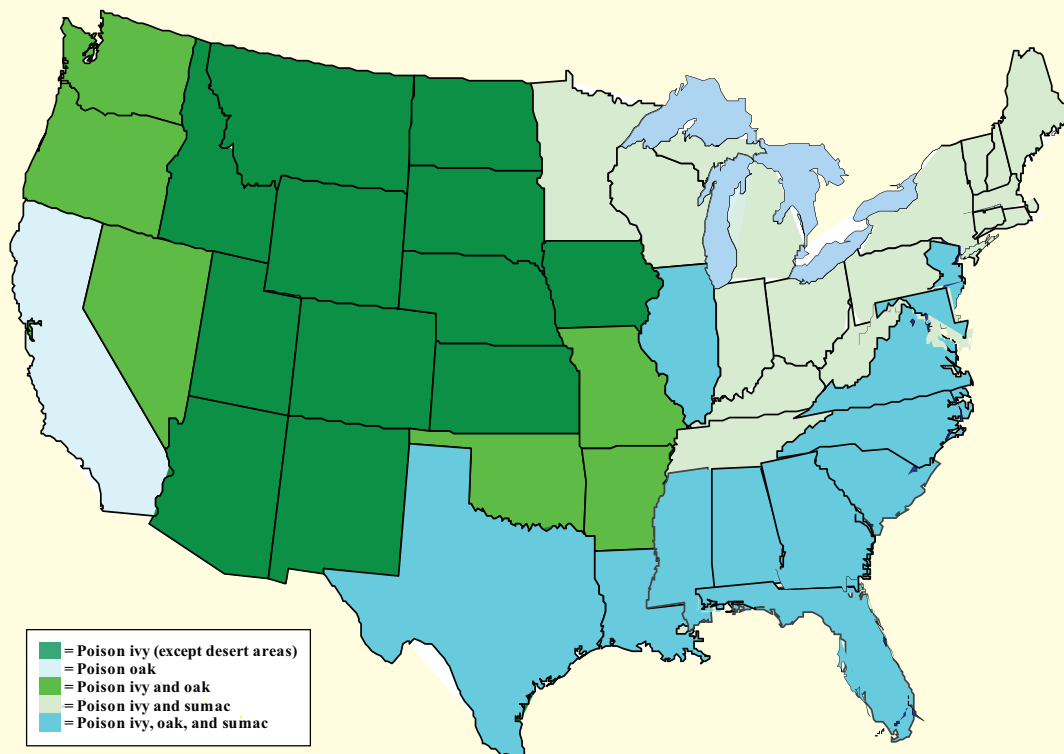 = Poison ivy (except desert areas)
= Poison oak
= Poison ivy and oak
= Poison ivy and sumac
= Poison ivy, oak, and sumac